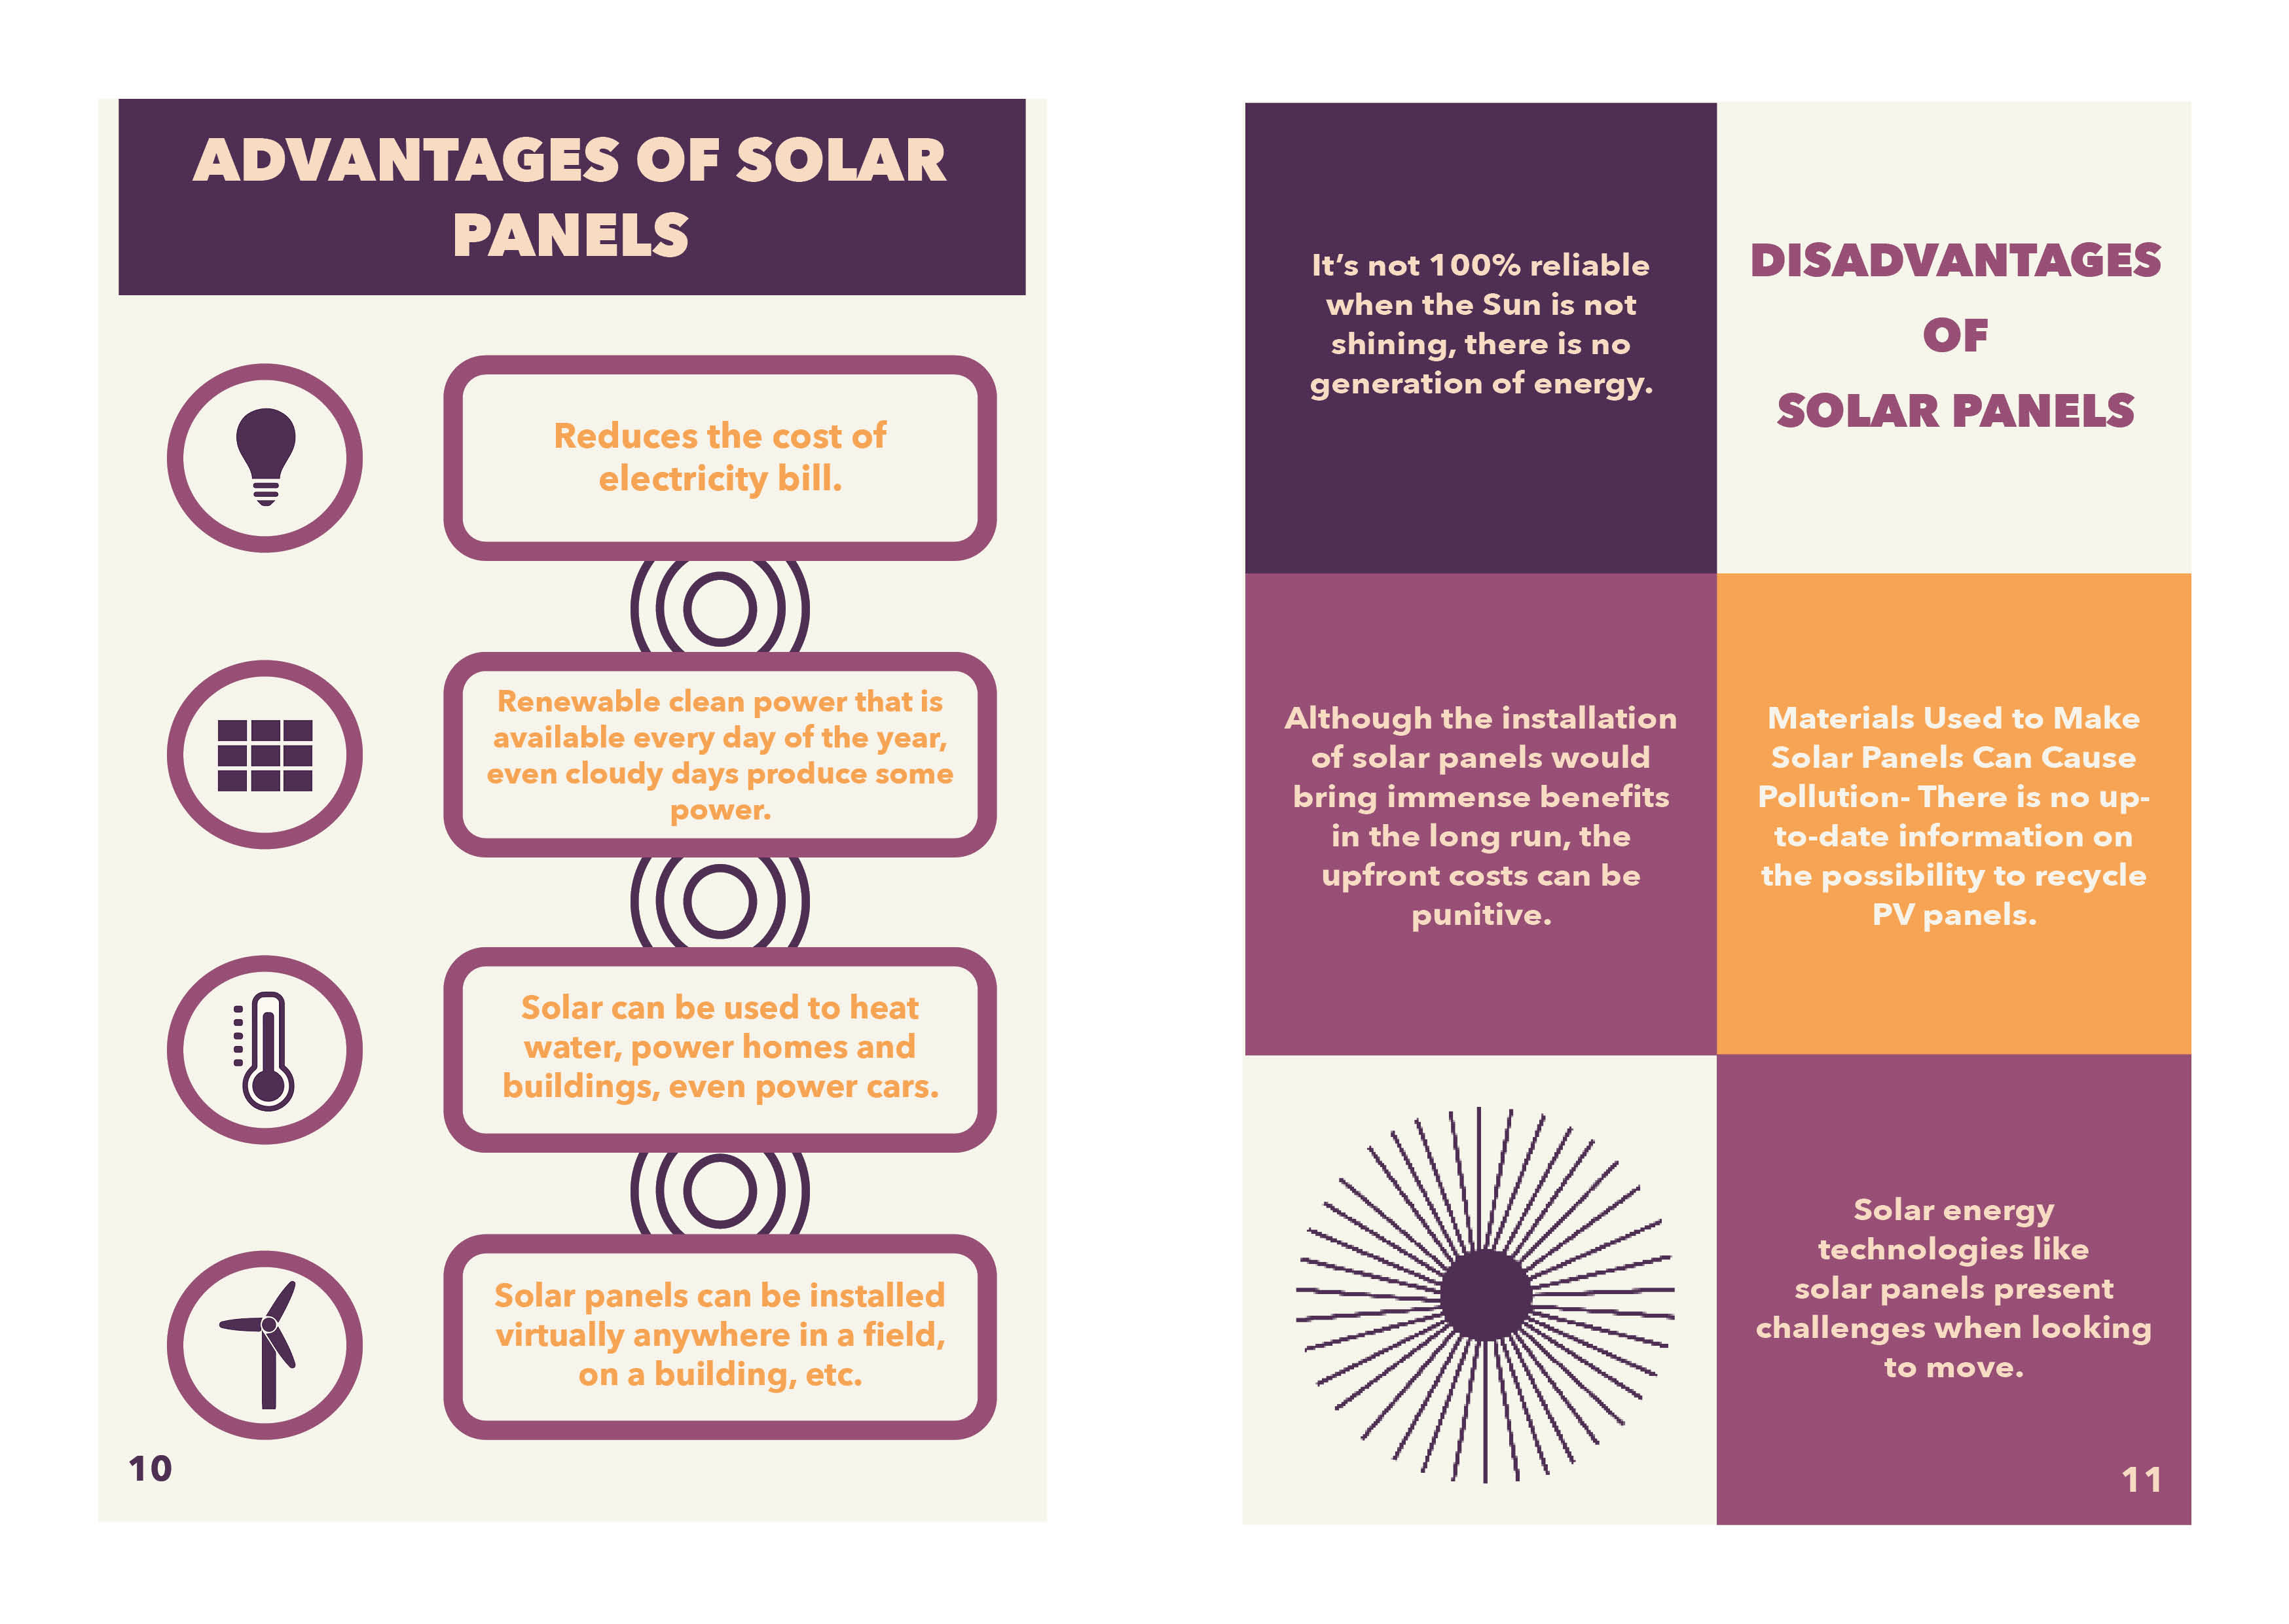 ADVANTAGES OF SOLAR
PANELS
Reduces the cost of
electricity bill.
Renewable clean power that is
available every day of the year,
even cloudy days produce some
power.
Solar can be used to heat
water, power homes and
buildings, even power cars.
Solar panels can be installed
virtually anywhere in a field,
on a building, etc.
10
DISADVANTAGES
OF
SOLAR PANELS
It’s not 100% reliable
when the Sun is not
shining, there is no
generation of energy.
Although the installation
of solar panels would
bring immense benefits
in the long run, the
upfront costs can be
punitive.
Materials Used to Make
Solar Panels Can Cause
Pollution- There is no up-
to-date information on
the possibility to recycle
PV panels.
Solar energy
technologies like
solar panels present
challenges when looking
to move.
11